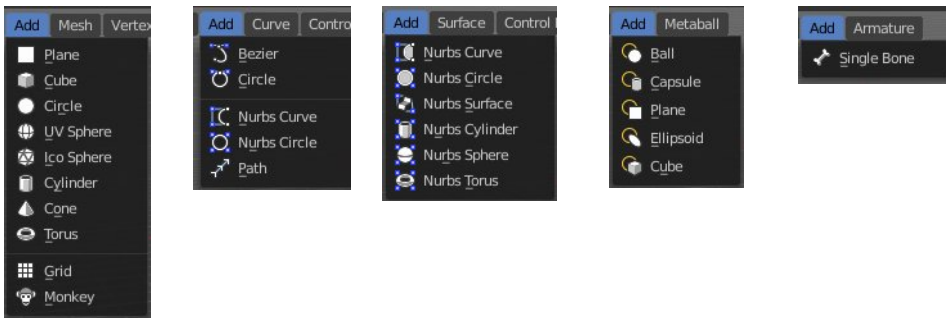 Add Mesh Vertex
Plane
Cube
Circle
UV Sphere
Ico Sphere
Cylinder
Cone
Torus
Grid
Monkey
Add Curve Contro
Bezier
Circle
Nurbs Curve
Nurbs Circle
Path
Add Surface Control
Nurbs Curve
Nurbs Circle
Nurbs Surface
Nurbs Cylinder
Nurbs Sphere
Nurbs Torus
Add Metaball
Ball
Capsule
Plane
Ellipsoid
Cube
Add Armature
Single Bone